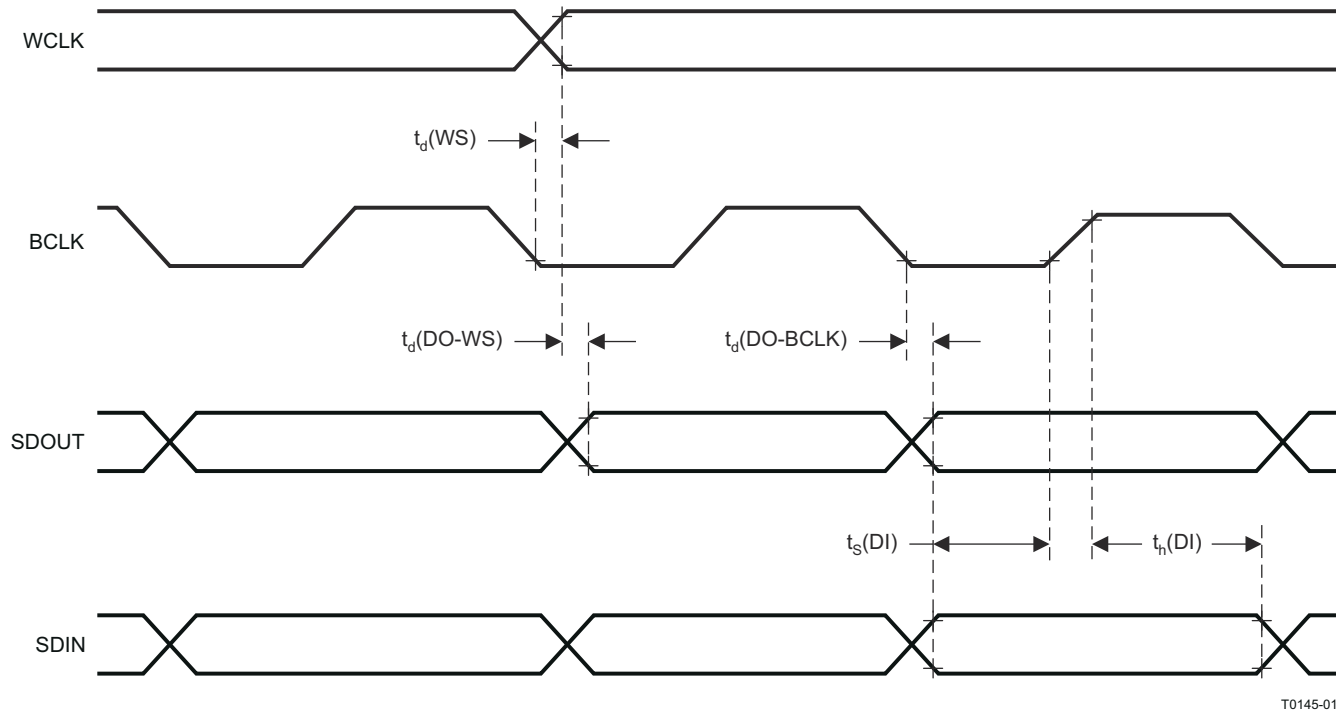 WCLK
td(WS)
BCLK
td(DO-WS) td(DO-BCLK)
SDOUT
tS(DI) th(DI)
SDIN
T0145-01